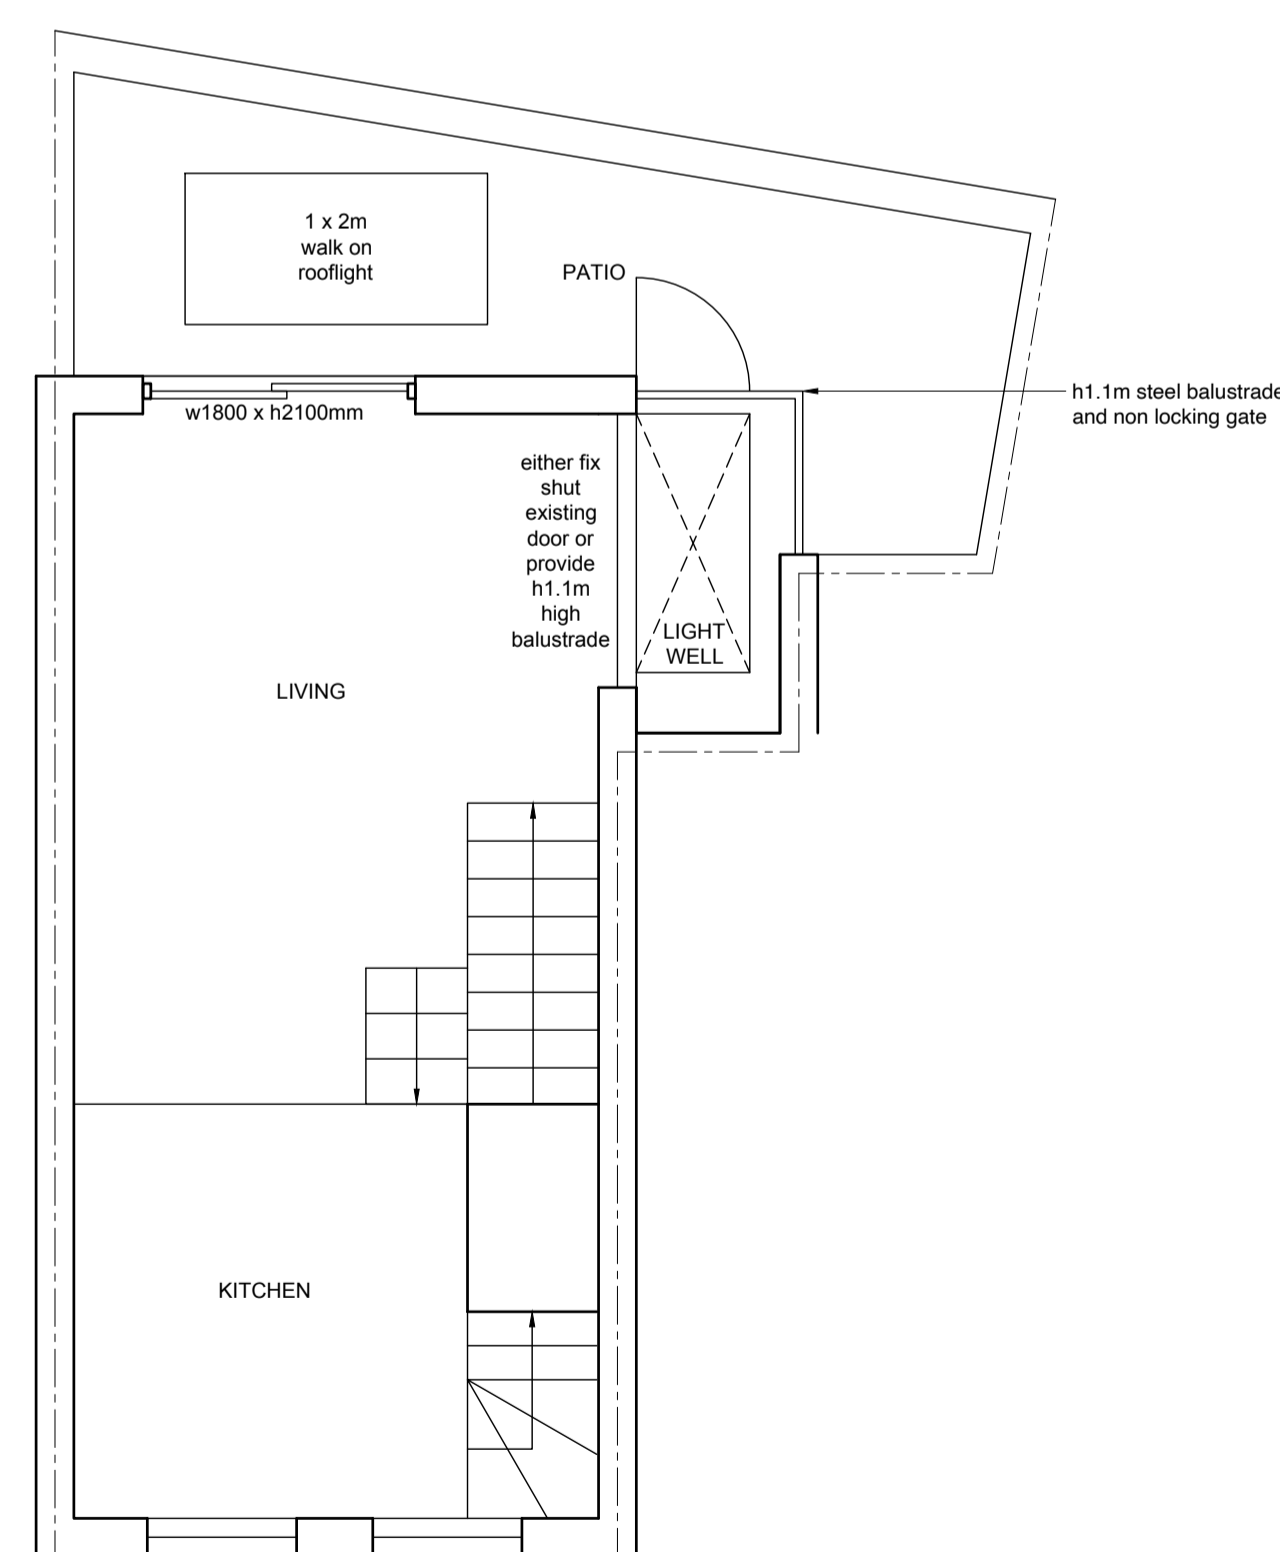 1 x 2m
walk on
rooflight
PATIO
h1.1m steel balustrade
and non locking gate
w1800 x h2100mm
either fix
shut
existing
door or
provide
h1.1m
high
balustrade
LIGHT
WELL
LIVING
KITCHEN